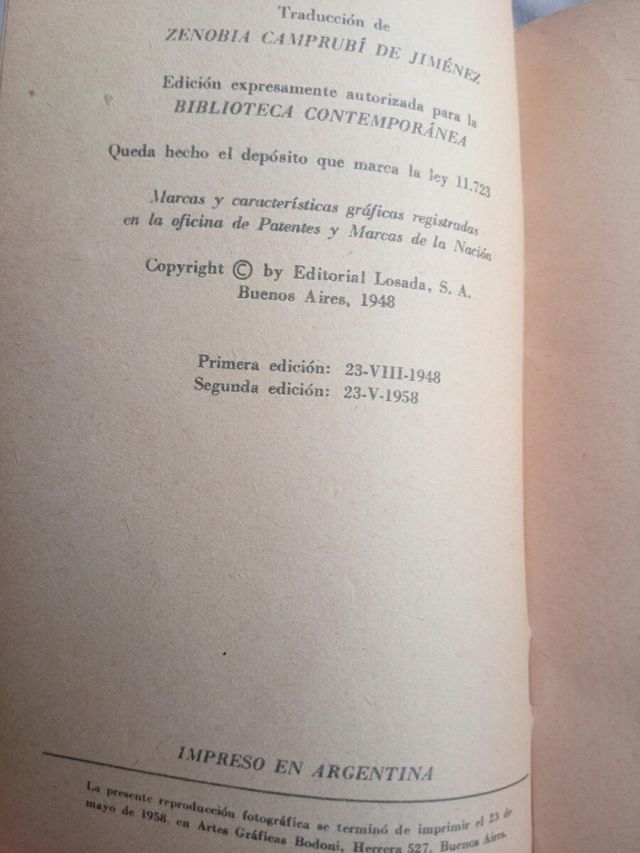 Traducción de
ZENOBIA CAMPRUBÍ DE JIMÉNEZ
Edición expresamente autorizada para la
BIBLIOTECA CONTEMPORÁNEA
Queda hecho el depósito que marca la ley 11.723
Marcas y características gráficas registradas
en la oficina de Patentes y Marcas de la Nación
Copyright © by Editorial Losada, S. A.
Buenos Aires, 1948
Primera edición: 23-VIII-1948
Segunda edición: 23-V-1958
IMPRESO EN ARGENTINA
La presente reproducción fotográfica se terminó de imprimir el 23 de
mayo de 1958, en Artes Gráficas Bodoni, Herrera 527, Buenos Aires.